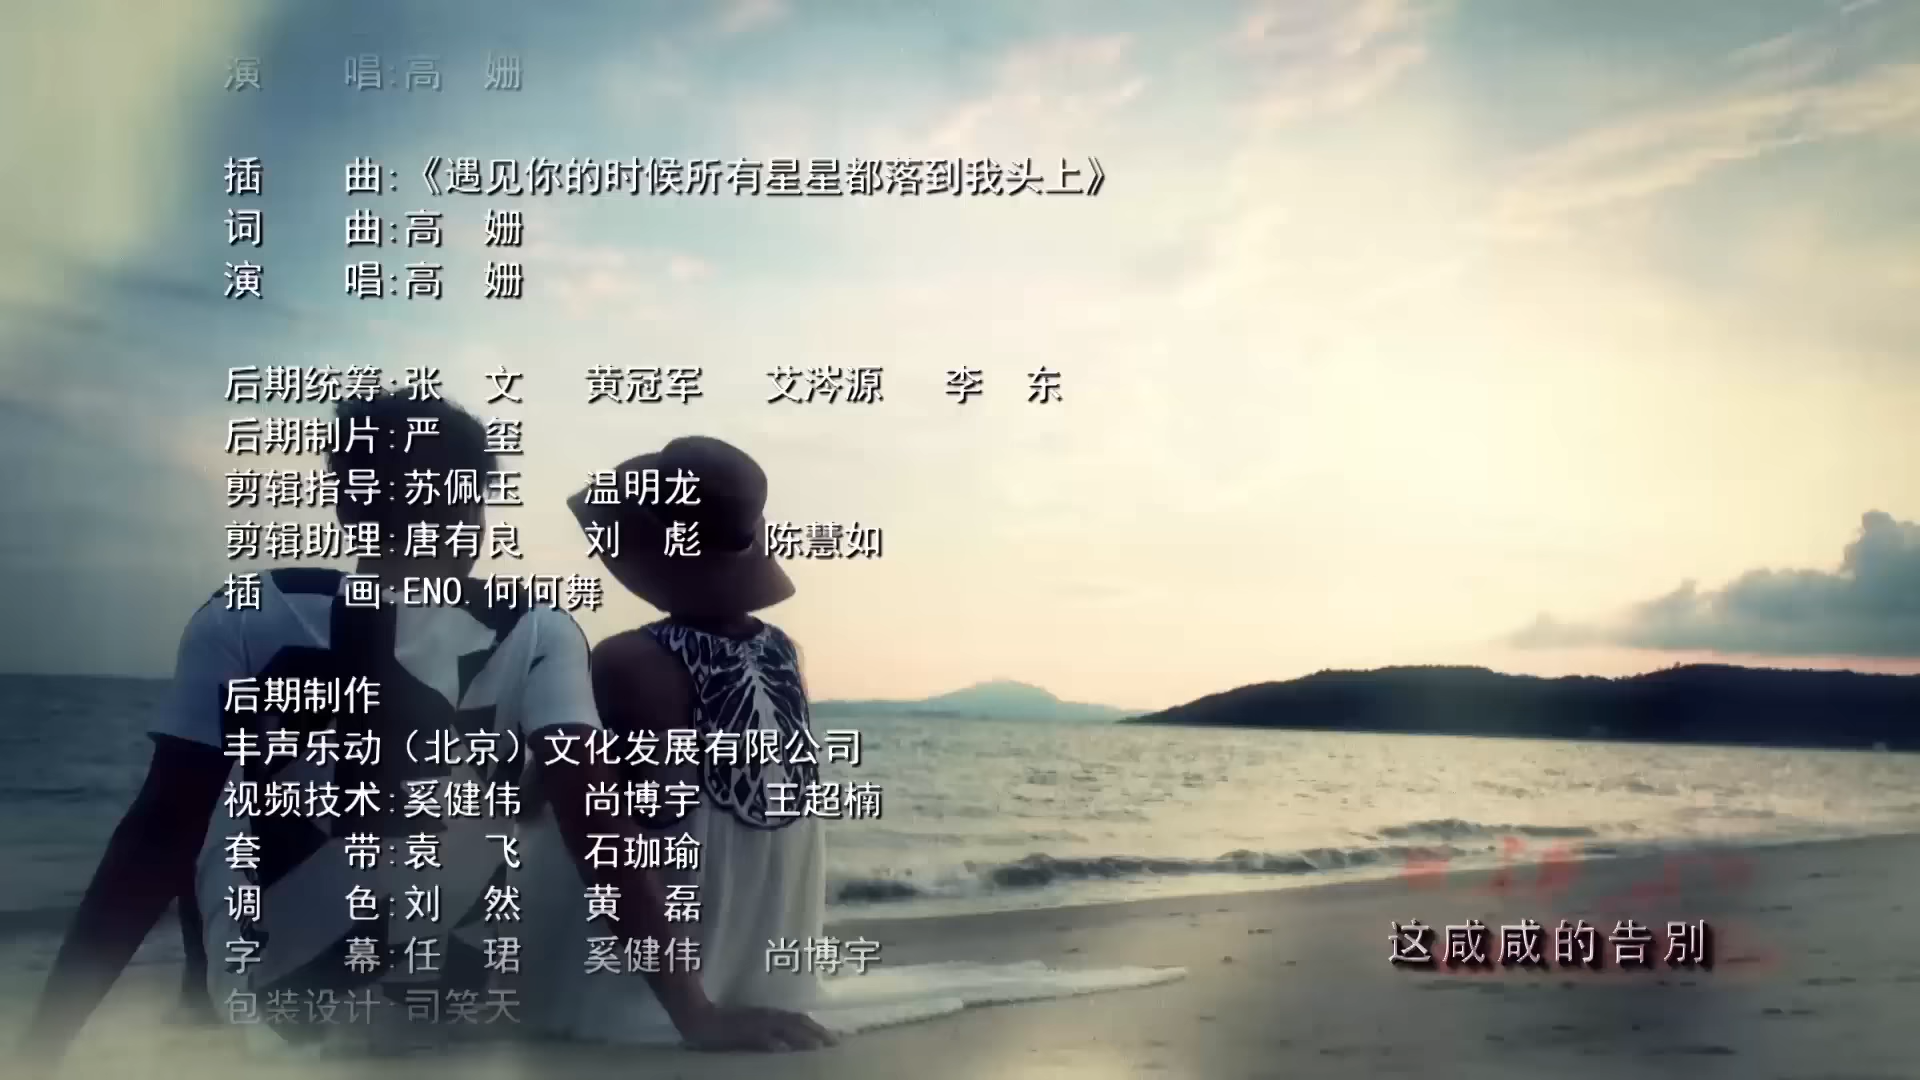 演 唱:高 姗
插 曲:《遇见你的时候所有星星都落到我头上》
词 曲:高 姗
演 唱:高 姗
后期统筹:张 文 黄冠军 艾涔源 李 东
后期制片:严 玺
剪辑指导:苏佩玉 温明龙
剪辑助理:唐有良 刘 彪 陈慧如
插 画:ENO.何何舞
后期制作
丰声乐动（北京）文化发展有限公司
视频技术:奚健伟 尚博宇 王超楠
套 带:袁 飞 石珈瑜
调 色:刘 然 黄 磊
字 幕:任 珺 奚健伟 尚博宇
包装设计:司笑天
这咸咸的告别